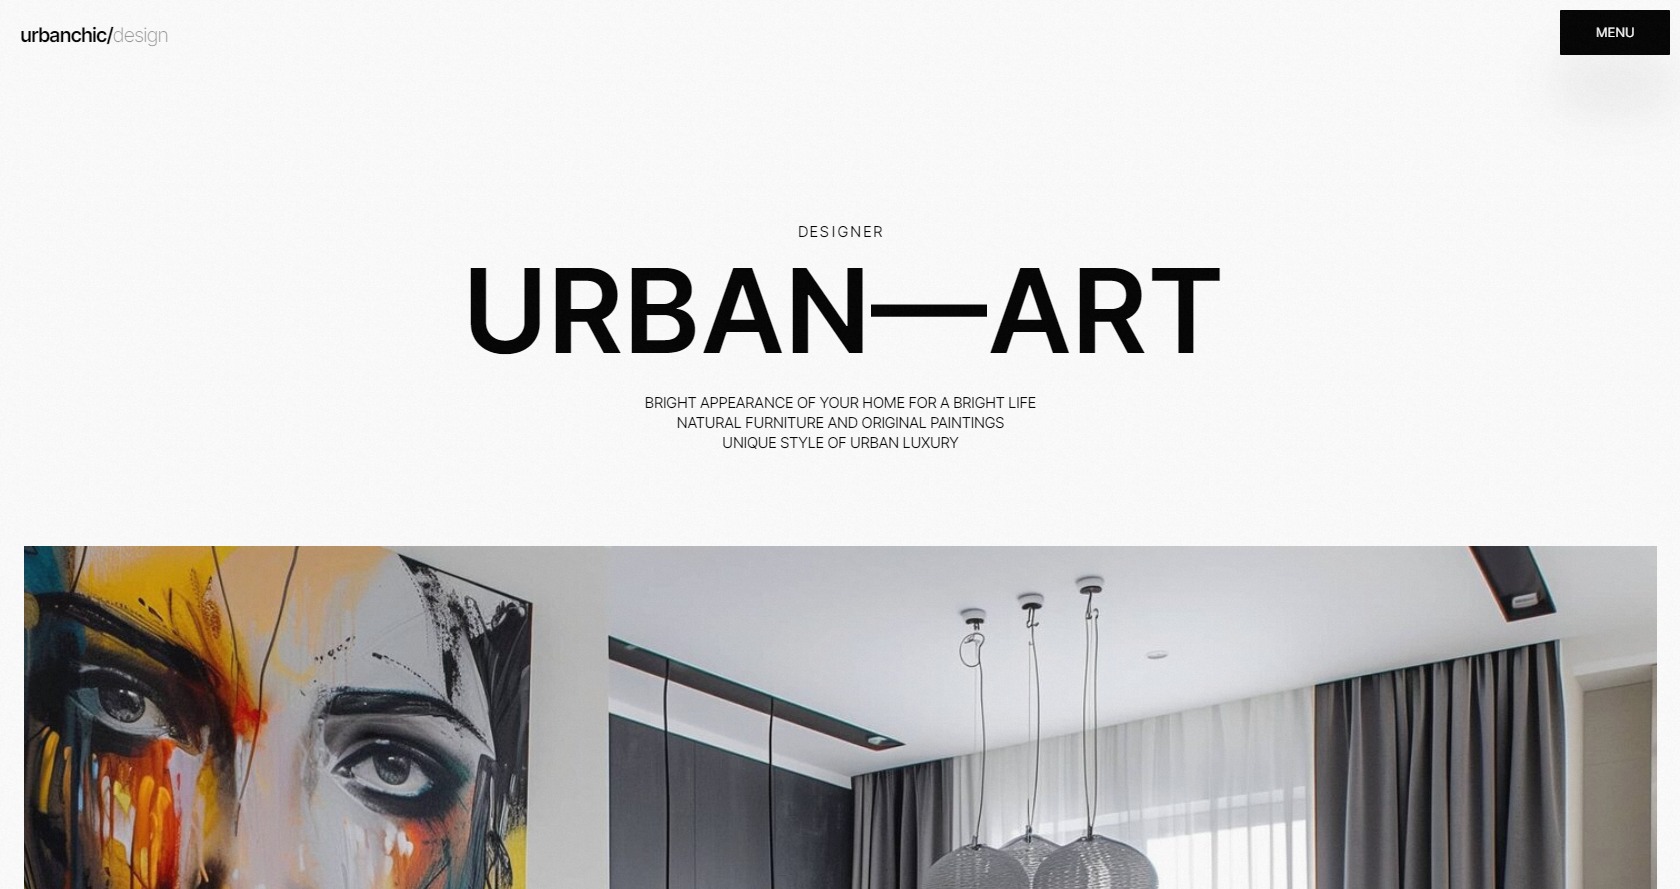 urbanchic/design
MENU
DESIGNER
URBAN—ART
BRIGHT APPEARANCE OF YOUR HOME FOR A BRIGHT LIFE
NATURAL FURNITURE AND ORIGINAL PAINTINGS
UNIQUE STYLE OF URBAN LUXURY